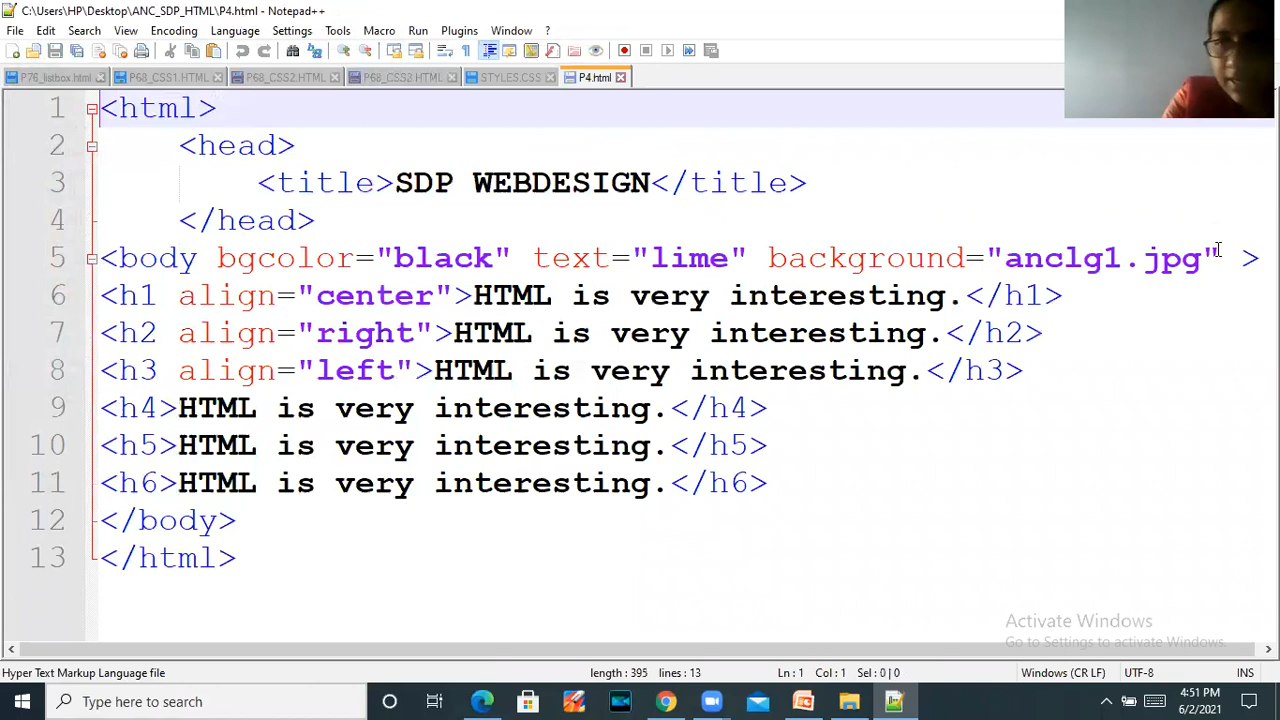 C:\Users\HP\Desktop\ANC_SDP_HTML\P4.html - Notepad++
File Edit Search View Encoding Language Settings Tools Macro Run Plugins Window ?
P76_listbox.html P68_CSS1.HTML P68_CSS2.HTML P68_CSS2.HTML STYLES.CSS P4.html
1 <html>
2 <head>
3 <title>SDP WEBDESIGN</title>
4 </head>
5 <body bgcolor="black" text="lime" background="anclg1.jpg" >
6 <h1 align="center">HTML is very interesting.</h1>
7 <h2 align="right">HTML is very interesting.</h2>
8 <h3 align="left">HTML is very interesting.</h3>
9 <h4>HTML is very interesting.</h4>
10 <h5>HTML is very interesting.</h5>
11 <h6>HTML is very interesting.</h6>
12 </body>
13 </html>
Activate Windows
Go to Settings to activate Windows.
Hyper Text Markup Language file length : 395 lines : 13 Ln : 1 Col : 1 Sel : 0 | 0 Windows (CR LF) UTF-8 INS
Type here to search
4:51 PM
6/2/2021